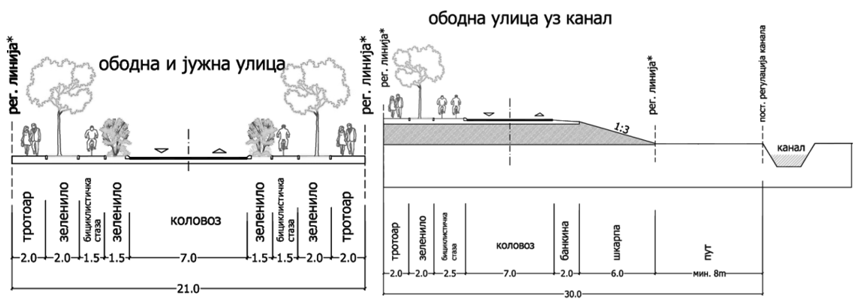 ободна и јужна улица
рег. линија*
рег. линија*
тротоар
зеленило
бициклистичка
стаза
зеленило
коловоз
зеленило
бициклистичка
стаза
зеленило
тротоар
2.0 2.0 1.5 1.5 7.0 1.5 1.5 2.0 2.0
21.0
ободна улица уз канал
рег. линија*
рег. линија*
пост. регулација канала
1:3
канал
тротоар
зеленило
бициклистичка
стаза
коловоз
банкина
шкарпа
пут
2.0 2.0 2.5 7.0 2.0 6.0 мин. 8m
30.0